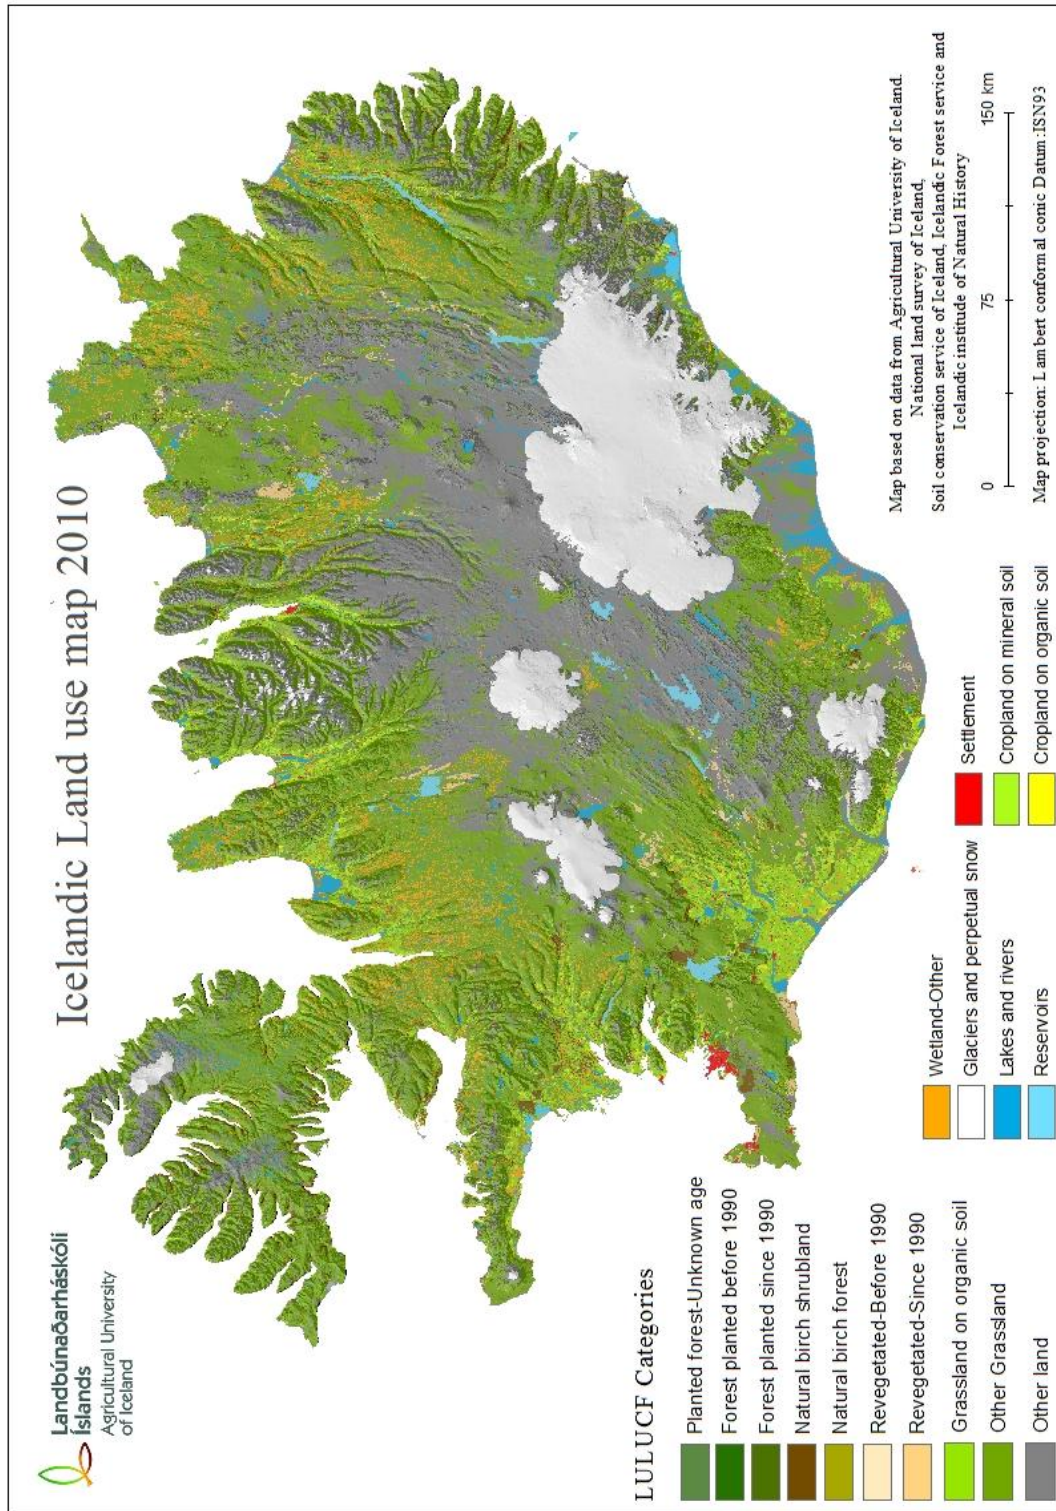 Landbúnaðarháskóli
Íslands
Agricultural University
of Iceland
Icelandic Land use map 2010
LULUCF Categories
Planted forest-Unknown age
Forest planted before 1990
Forest planted since 1990
Natural birch shrubland
Natural birch forest
Revegetated-Before 1990
Revegetated-Since 1990
Grassland on organic soil
Other Grassland
Other land
Wetland-Other
Glaciers and perpetual snow
Lakes and rivers
Reservoirs
Settlement
Cropland on mineral soil
Cropland on organic soil
Map based on data from Agricultural University of Iceland.
National land survey of Iceland,
Soil conservation service of Iceland, Icelandic Forest service and
Icelandic institute of Natural History
0 75 150 km
Map projection: Lambert conformal conic Datum:ISN93